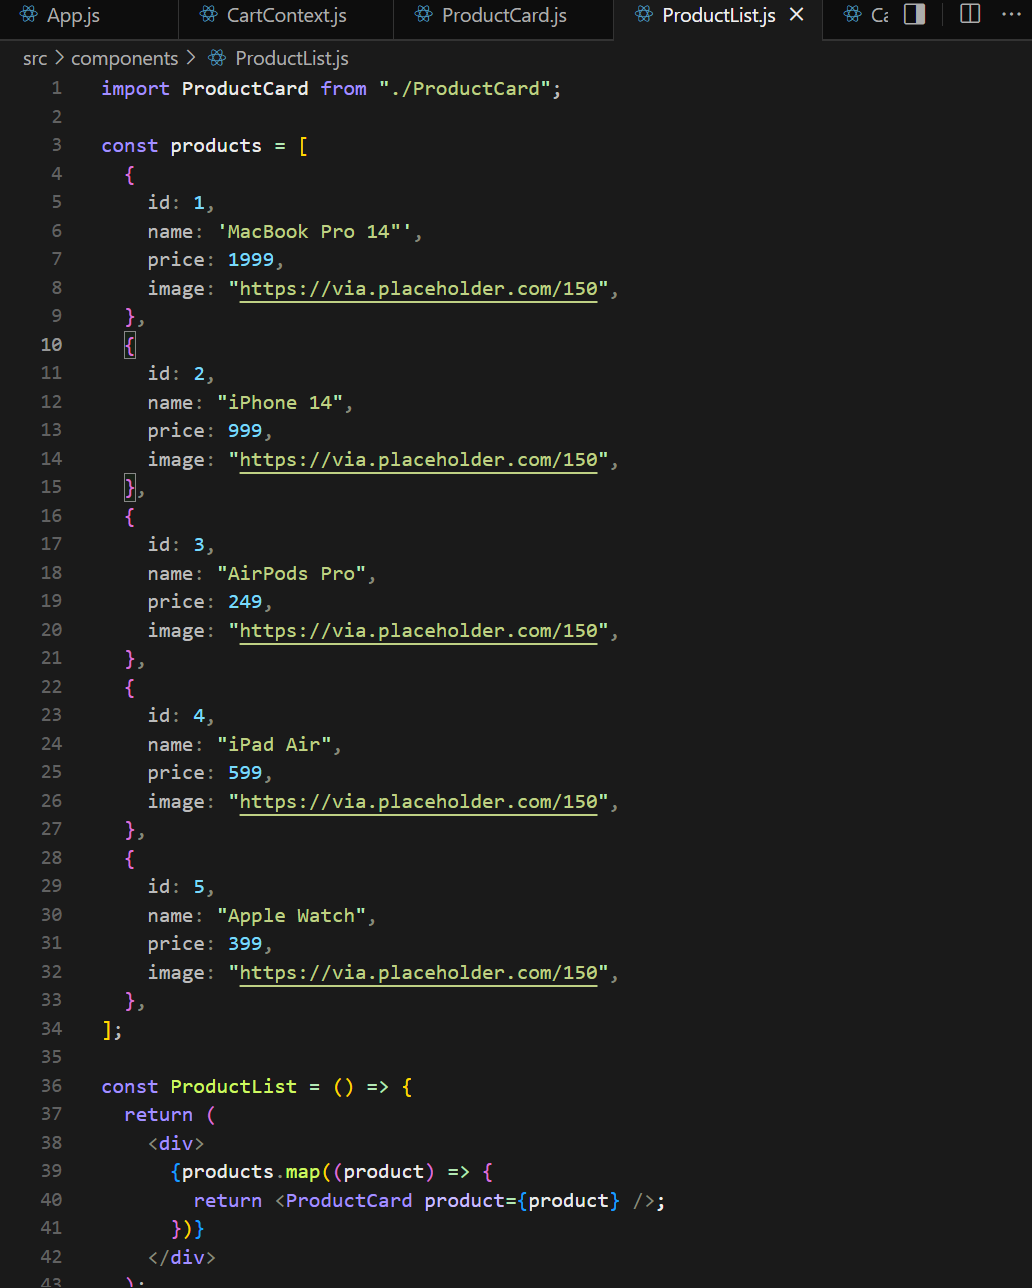 App.js CartContext.js ProductCard.js ProductList.js Ca
src > components > ProductList.js
1 import ProductCard from "./ProductCard";
2
3 const products = [
4 {
5 id: 1,
6 name: 'MacBook Pro 14"',
7 price: 1999,
8 image: "https://via.placeholder.com/150",
9 },
10 {
11 id: 2,
12 name: "iPhone 14",
13 price: 999,
14 image: "https://via.placeholder.com/150",
15 },
16 {
17 id: 3,
18 name: "AirPods Pro",
19 price: 249,
20 image: "https://via.placeholder.com/150",
21 },
22 {
23 id: 4,
24 name: "iPad Air",
25 price: 599,
26 image: "https://via.placeholder.com/150",
27 },
28 {
29 id: 5,
30 name: "Apple Watch",
31 price: 399,
32 image: "https://via.placeholder.com/150",
33 },
34 ];
35
36 const ProductList = () => {
37 return (
38 <div>
39 {products.map((product) => {
40 return <ProductCard product={product} />;
41 })}
42 </div>
43 );